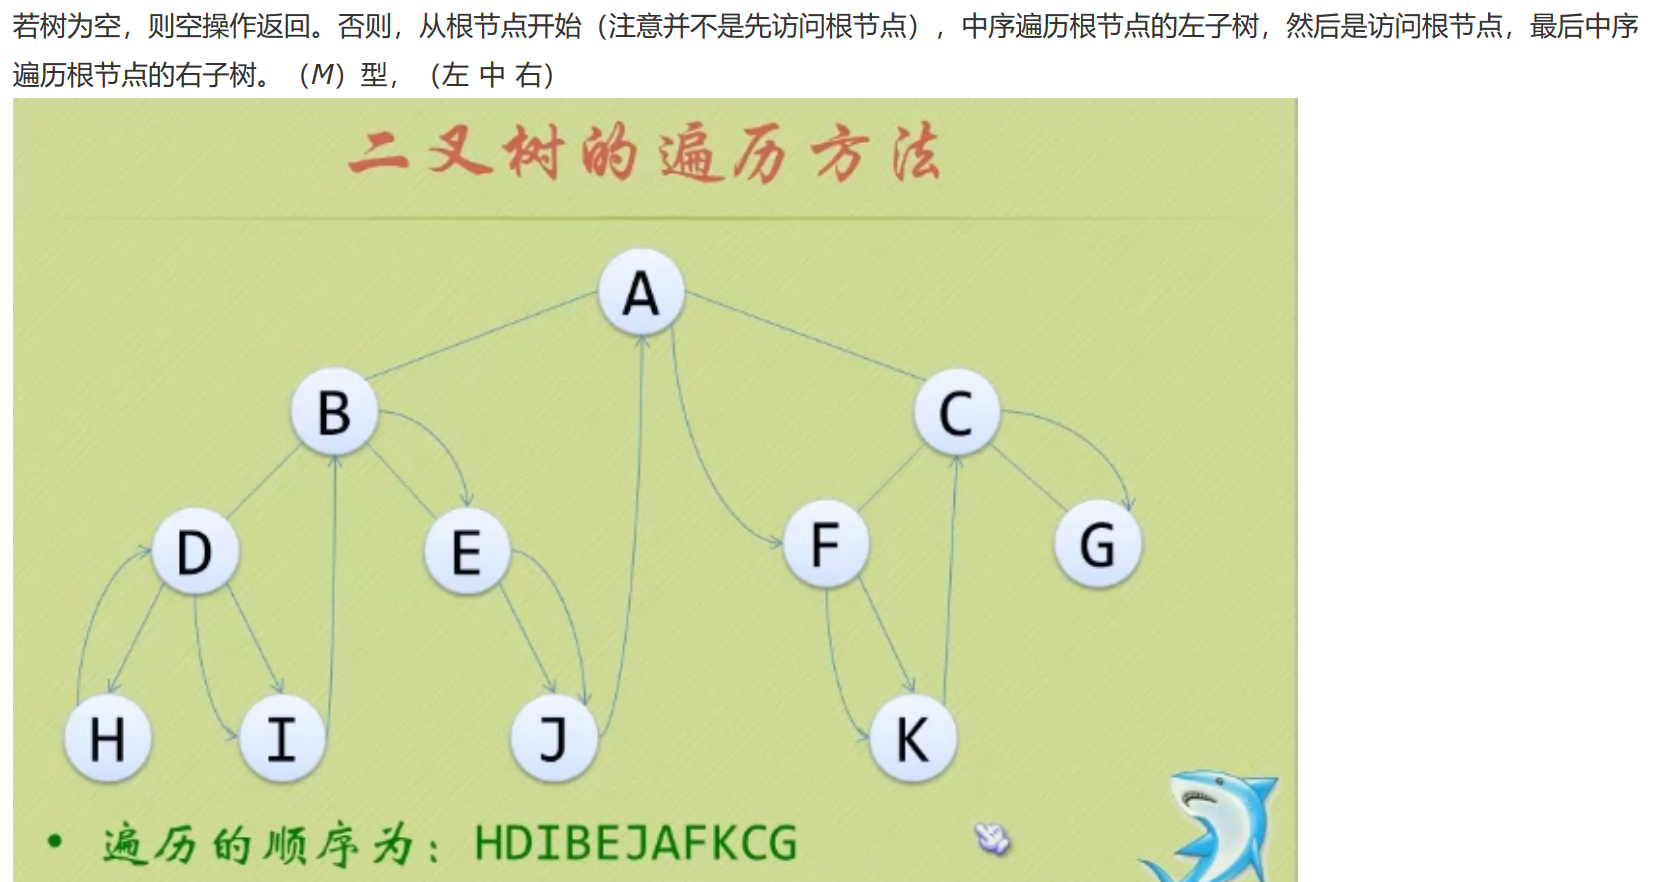 若树为空，则空操作返回。否则，从根节点开始（注意并不是先访问根节点），中序遍历根节点的左子树，然后是访问根节点，最后中序
遍历根节点的右子树。（M）型，（左 中 右）
二叉树的遍历方法
A
B
C
D
E
F
G
H
I
J
K
• 遍历的顺序为：HDIBEJAFKCG